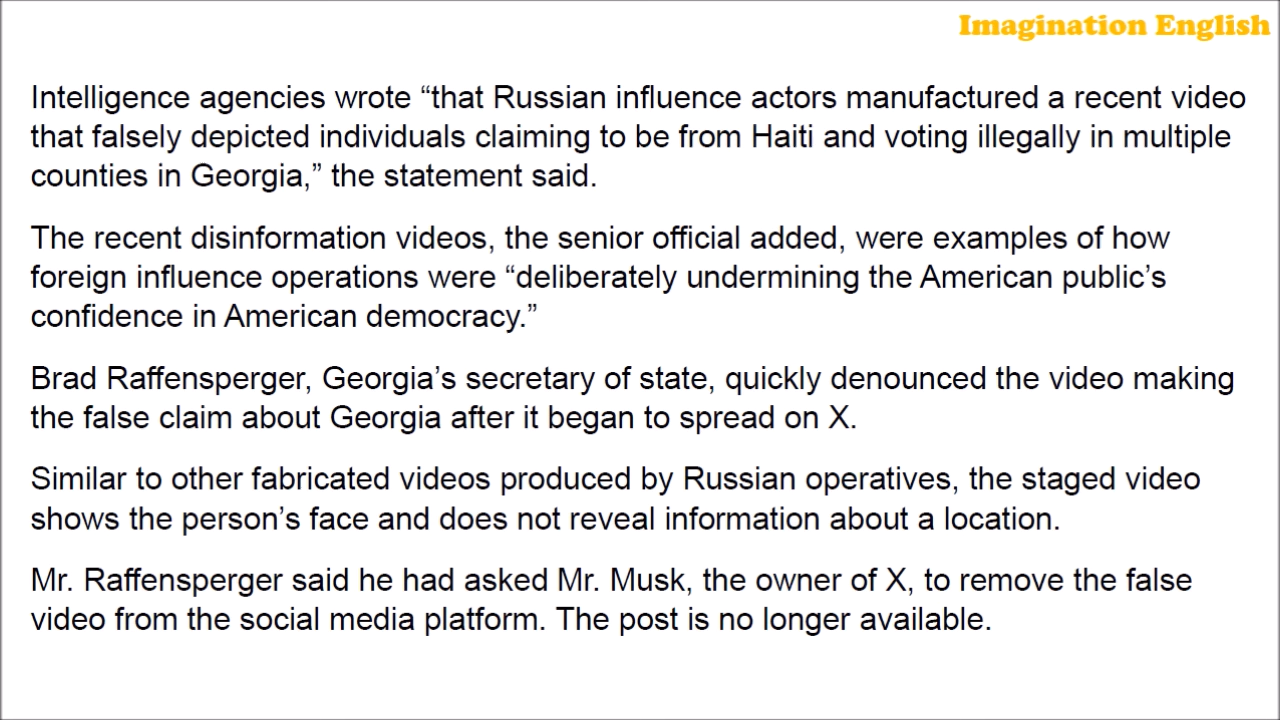 Imagination English
Intelligence agencies wrote “that Russian influence actors manufactured a recent video
that falsely depicted individuals claiming to be from Haiti and voting illegally in multiple
counties in Georgia,” the statement said.
The recent disinformation videos, the senior official added, were examples of how
foreign influence operations were “deliberately undermining the American public’s
confidence in American democracy.”
Brad Raffensperger, Georgia’s secretary of state, quickly denounced the video making
the false claim about Georgia after it began to spread on X.
Similar to other fabricated videos produced by Russian operatives, the staged video
shows the person’s face and does not reveal information about a location.
Mr. Raffensperger said he had asked Mr. Musk, the owner of X, to remove the false
video from the social media platform. The post is no longer available.